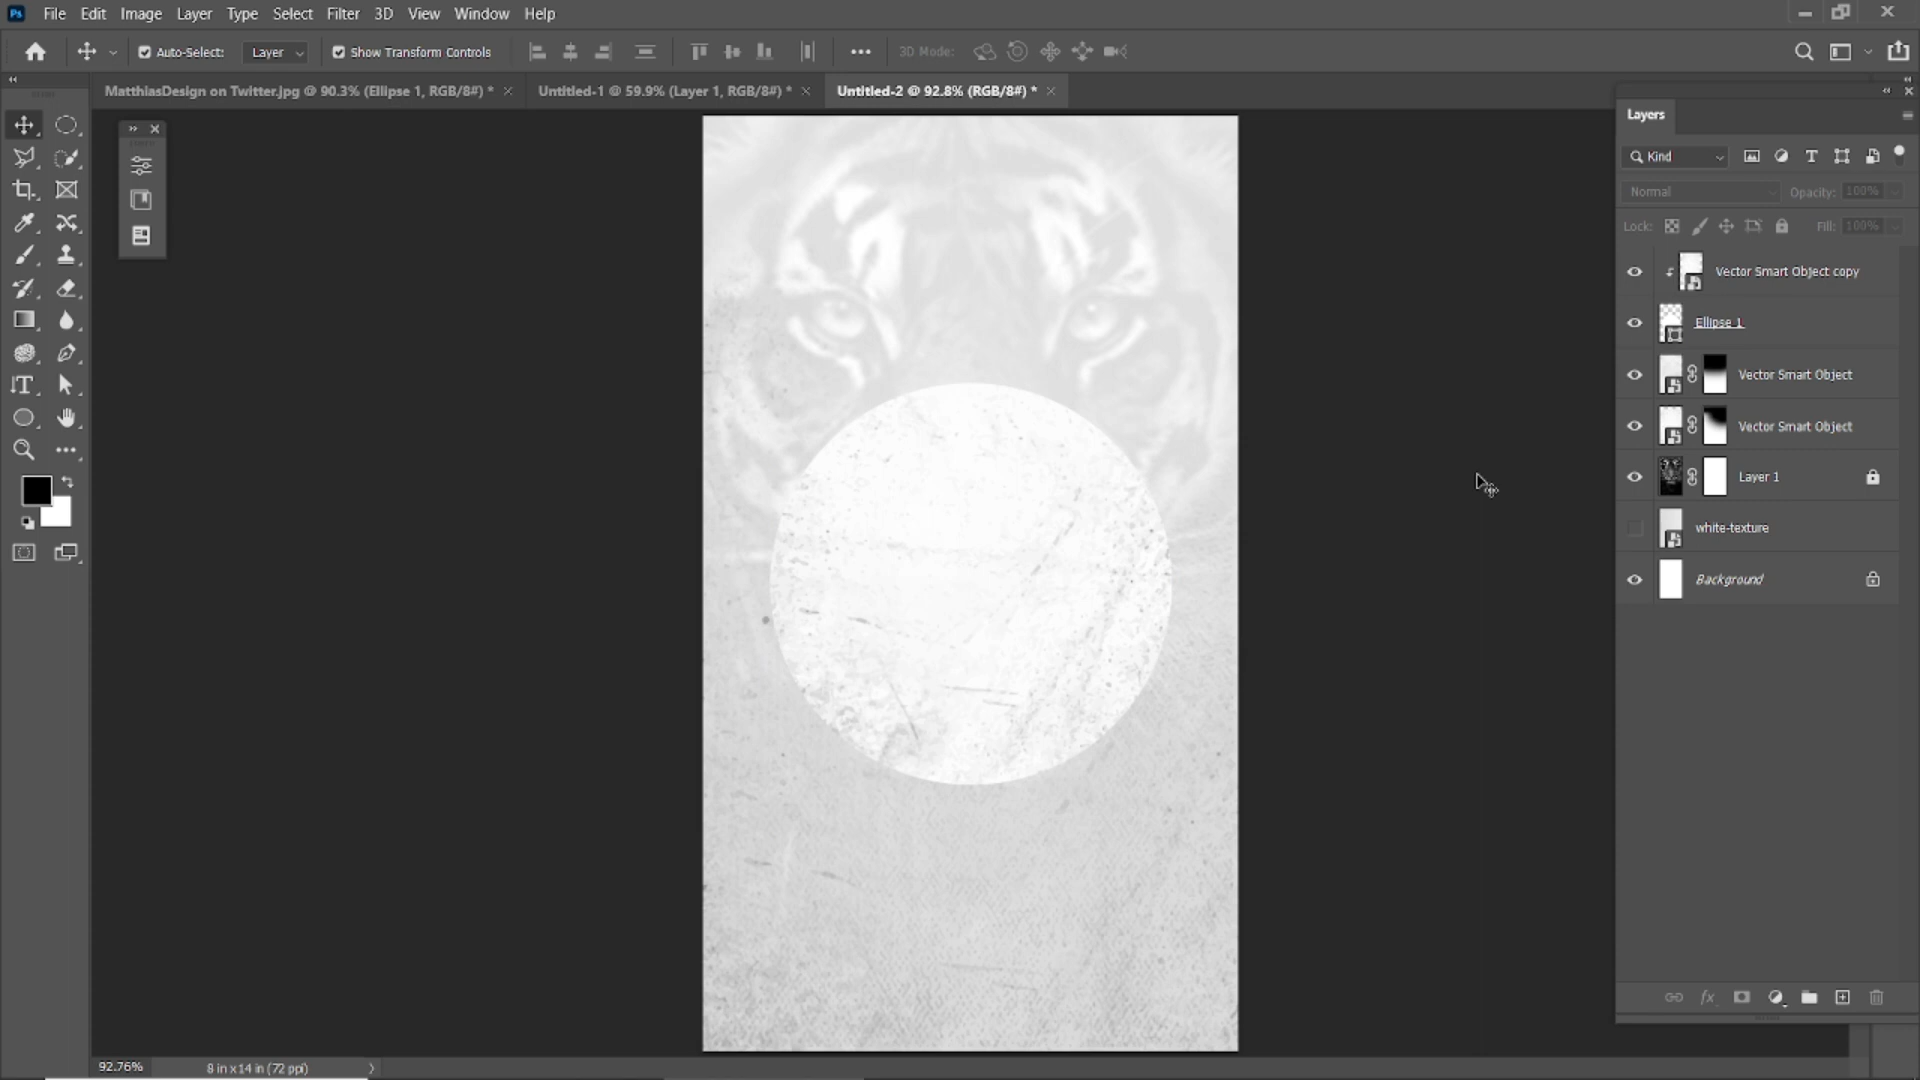 Ps File Edit Image Layer Type Select Filter 3D View Window Help
Auto-Select: Layer Show Transform Controls 3D Mode:
MatthiasDesign on Twitter.jpg @ 90.3% (Ellipse 1, RGB/8#) * Untitled-1 @ 59.9% (Layer 1, RGB/8#) * Untitled-2 @ 92.8% (RGB/8#) *
Layers
Kind
Normal Opacity: 100%
Lock: Fill: 100%
Vector Smart Object copy
Ellipse 1
Vector Smart Object
Vector Smart Object
Layer 1
white-texture
Background
fx
92.76% 8 in x 14 in (72 ppi)